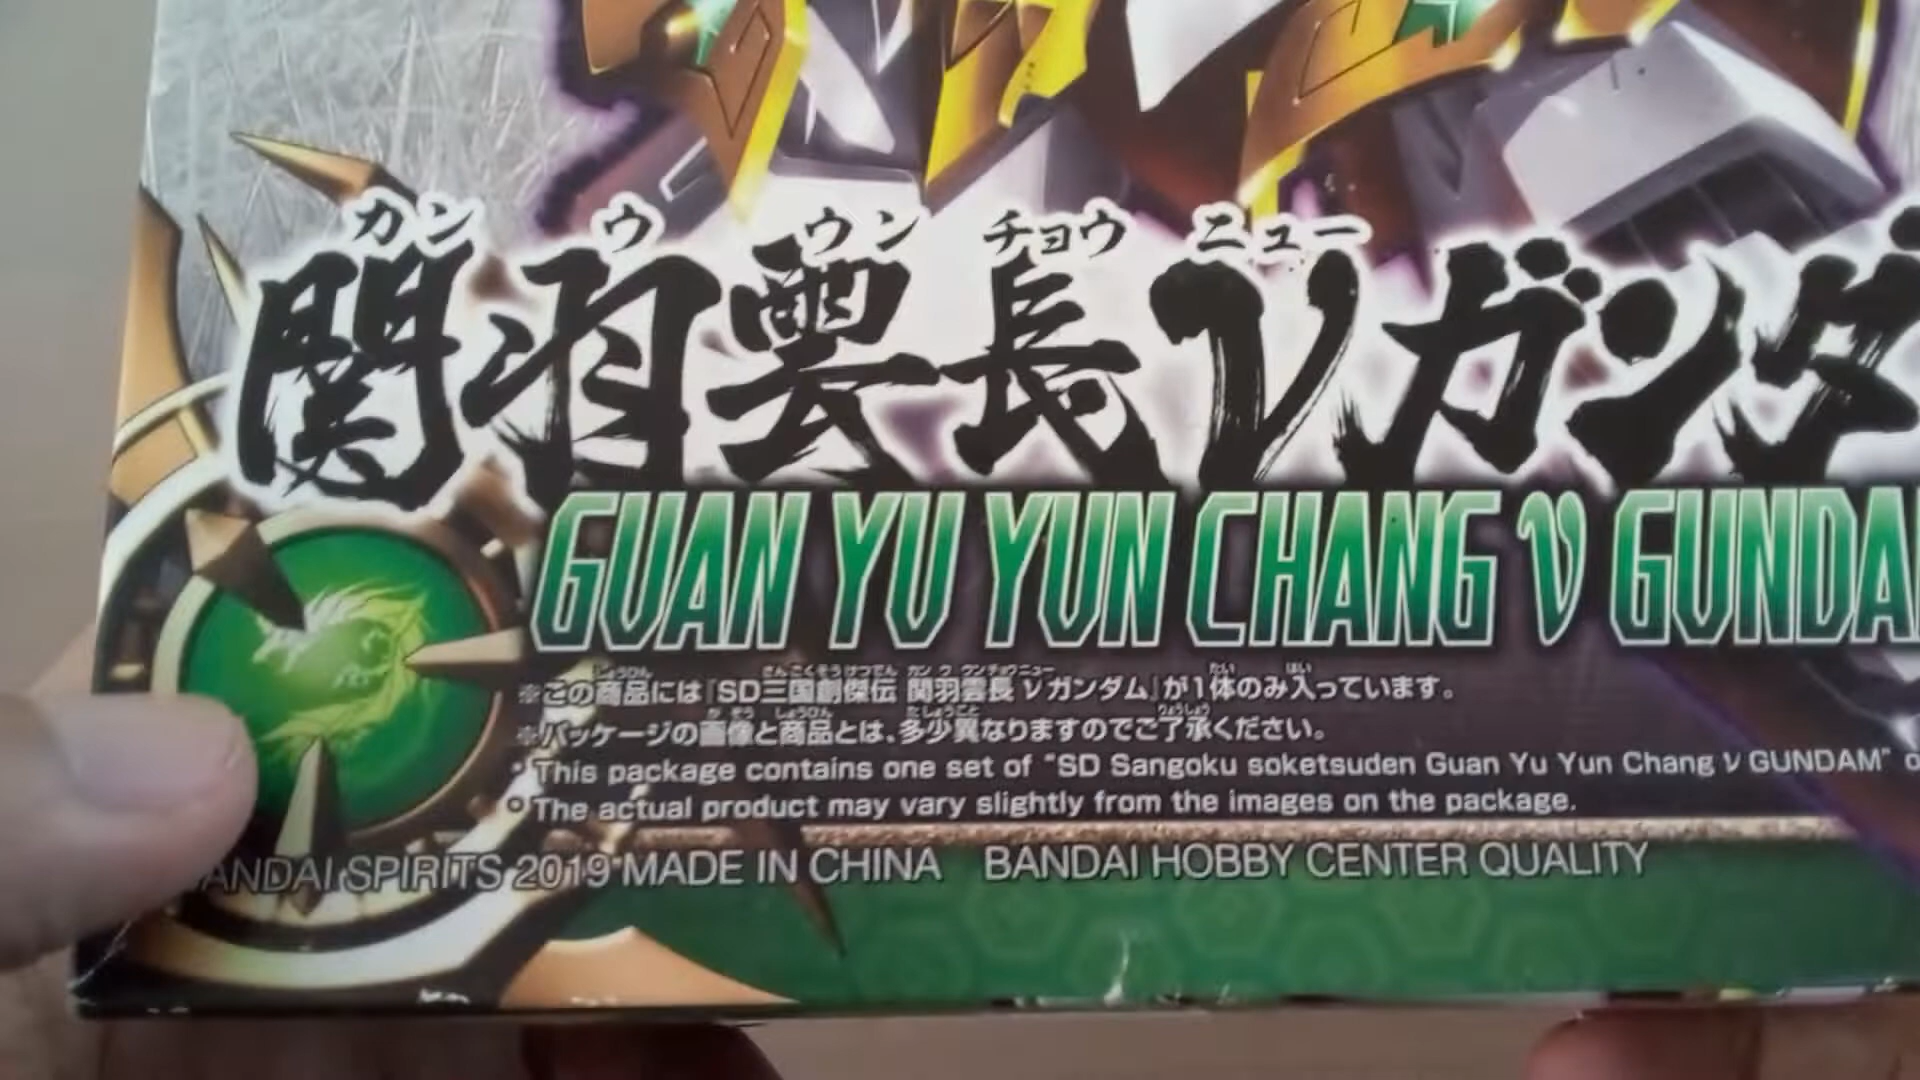 カン ウ ウン チョウ ニュー
関羽雲長νガンダ
GUAN YU YUN CHANG ν GUNDA
※この商品には『SD三国創傑伝 関羽雲長νガンダム』が1体のみ入っています。
※パッケージの画像と商品とは、多少異なりますのでご了承ください。
* This package contains one set of "SD Sangoku soketsuden Guan Yu Yun Chang ν GUNDAM"
* The actual product may vary slightly from the images on the package.
ANDAI SPIRITS 2019 MADE IN CHINA BANDAI HOBBY CENTER QUALITY